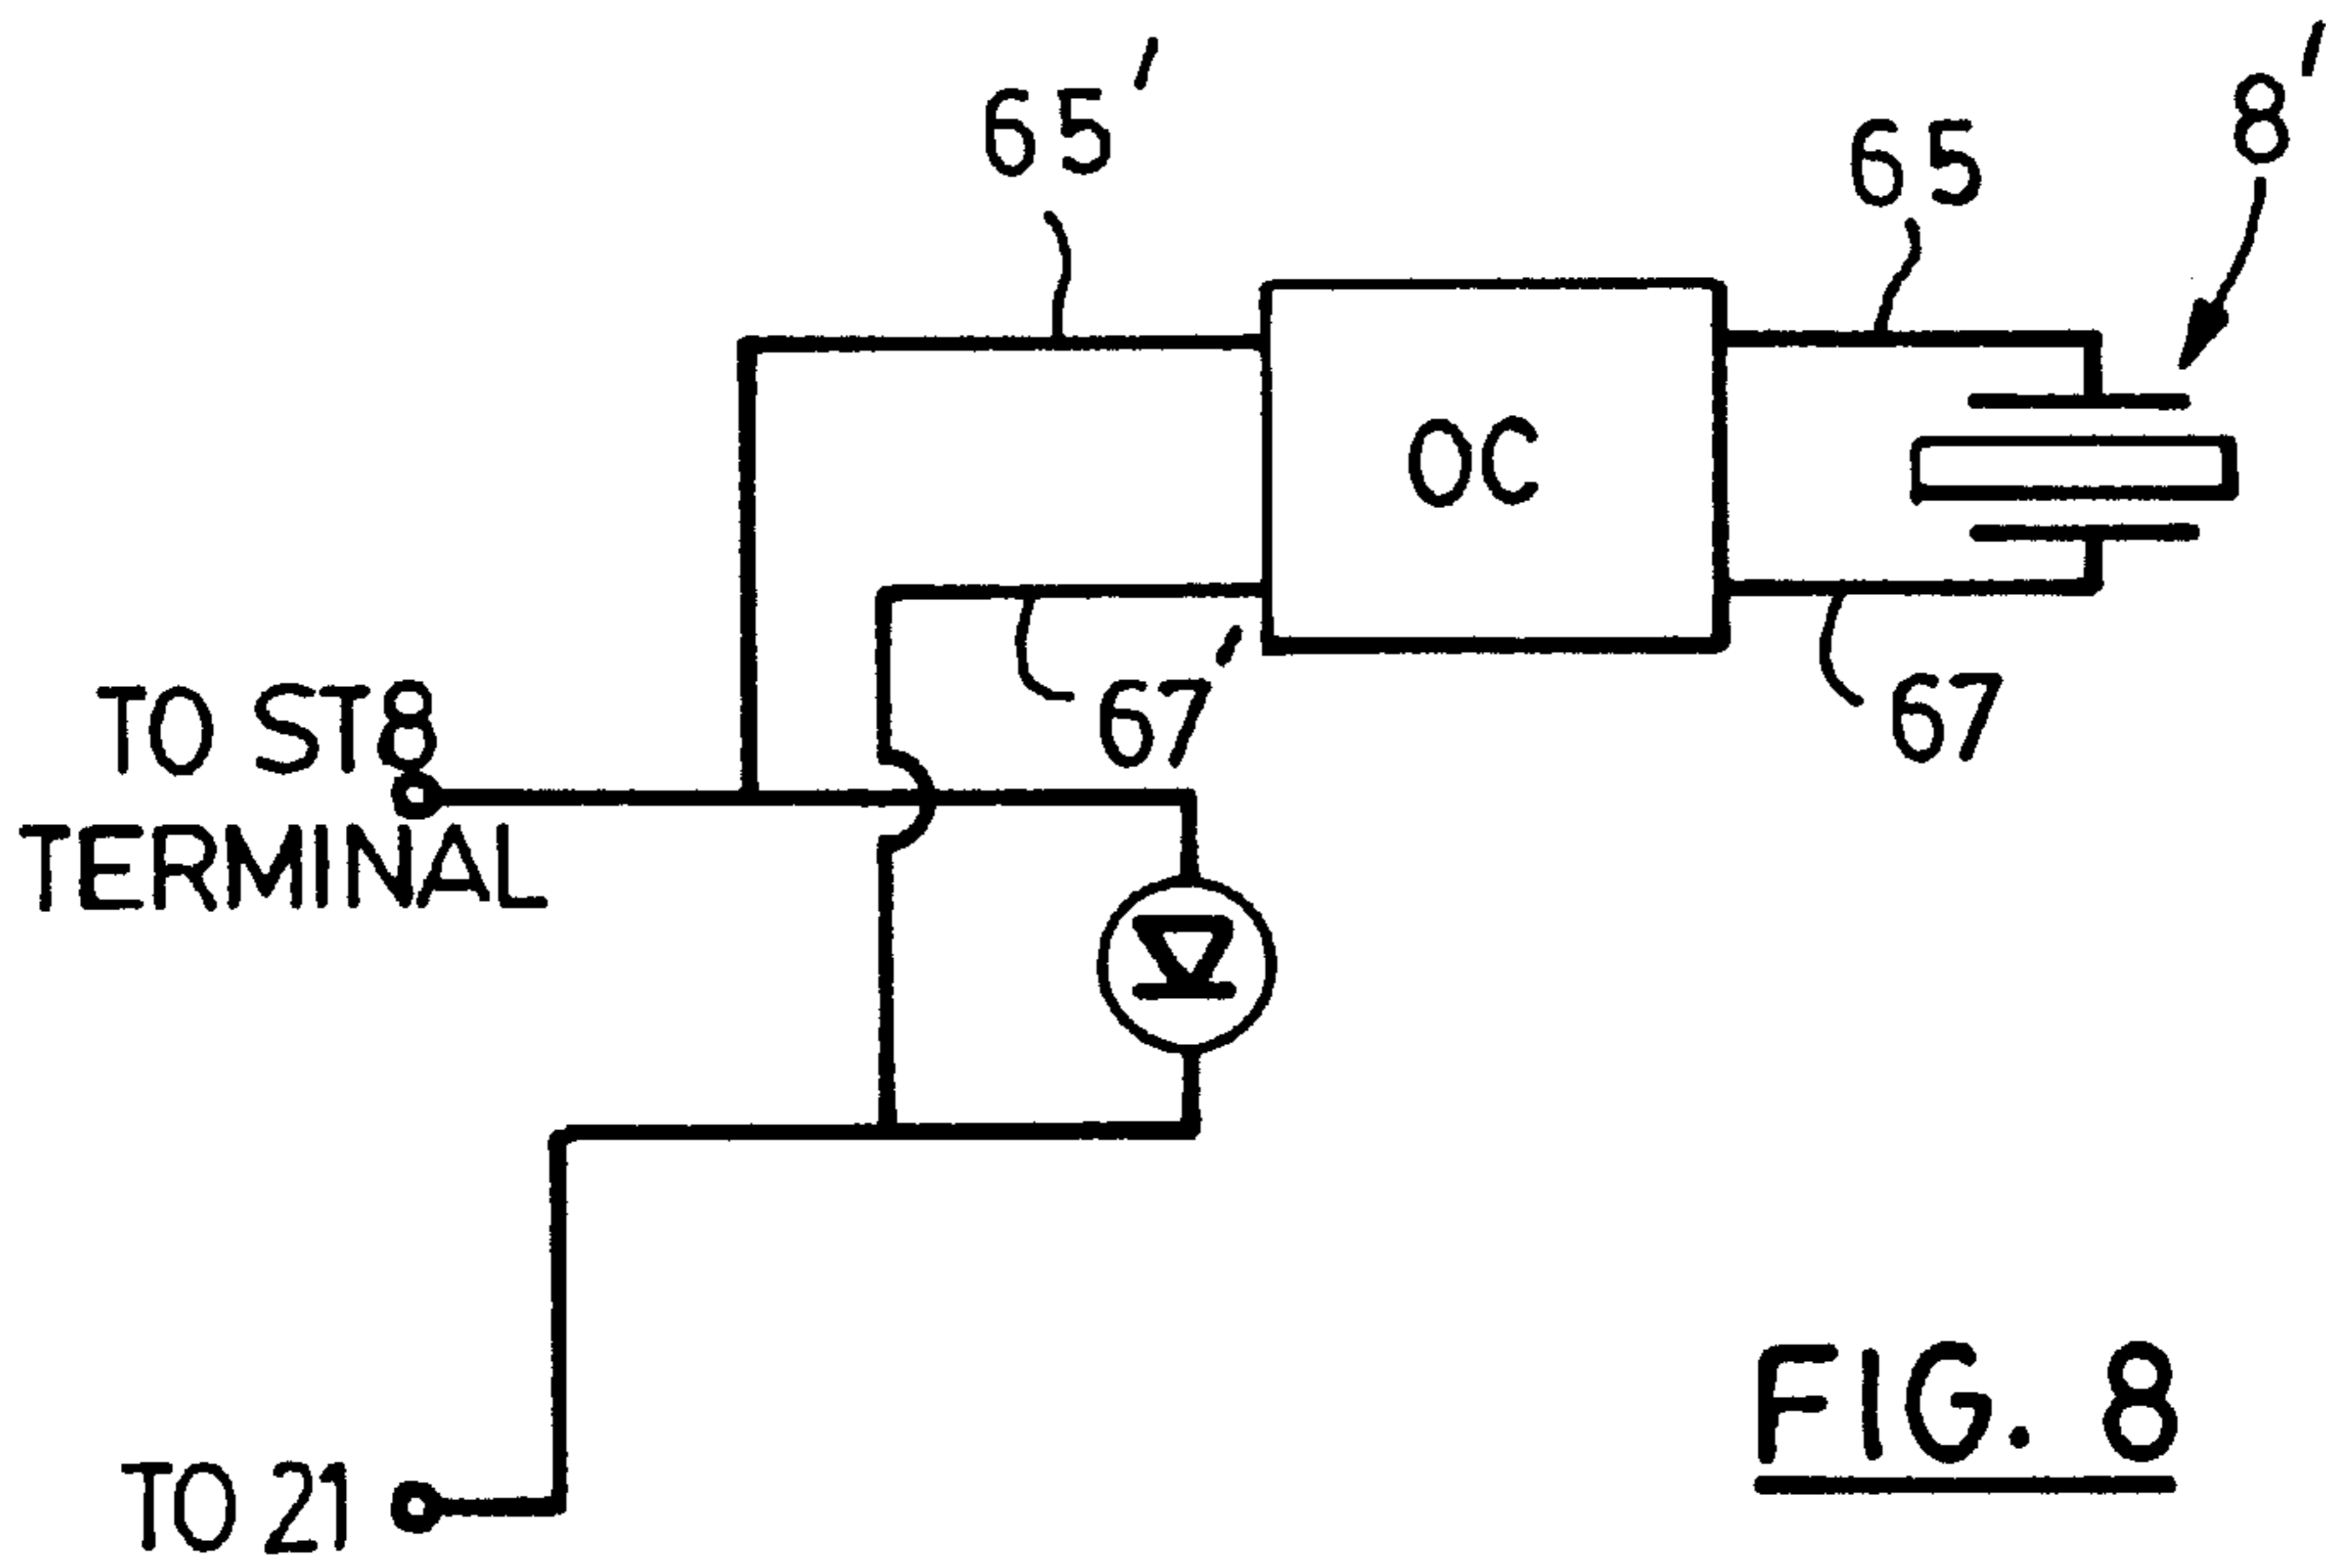 65'
65
8'
OC
67'
67
TO ST8
TERMINAL
TO 21
FIG. 8